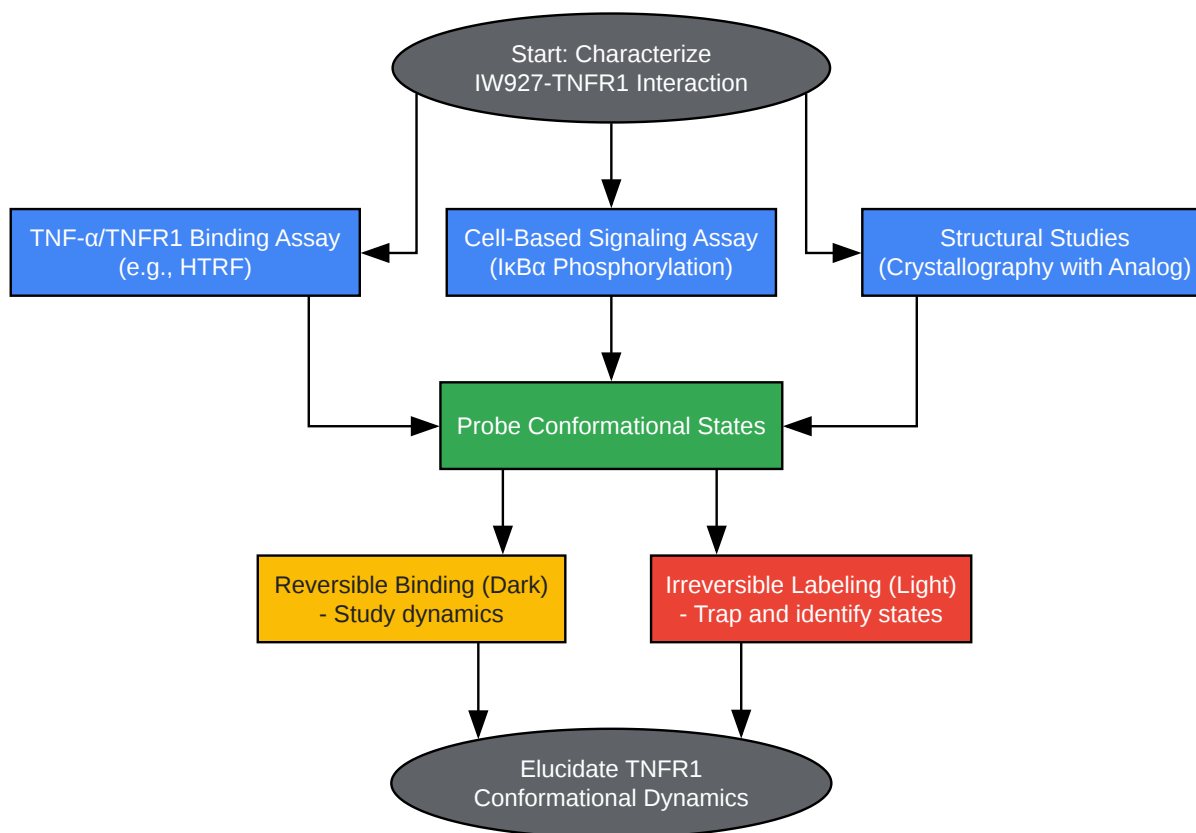 Start: Characterize
IW927-TNFR1 Interaction
TNF-α/TNFR1 Binding Assay
(e.g., HTRF)
Cell-Based Signaling Assay
(IκBα Phosphorylation)
Structural Studies
(Crystallography with Analog)
Probe Conformational States
Reversible Binding (Dark)
- Study dynamics
Irreversible Labeling (Light)
- Trap and identify states
Elucidate TNFR1
Conformational Dynamics